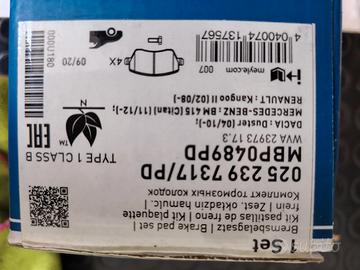 1 Set
Bremsbelagsatz | Brake pad set |
Kit pastillas de freno | Kit plaquette
frein | Zest. okładzin hamulc. |
Комплект тормозных колодок
025 239 7317/PD
MBP0489PD
WVA 23973 17.3
DACIA: Duster (04/10-);
MERCEDES-BENZ: BM 415 (Citan) (11/12-);
RENAULT: Kangoo II (02/08-)
TYPE 1 CLASS B
EAC
meyle.com
007
4X
09/20
000U180
4 040074 137567
subito